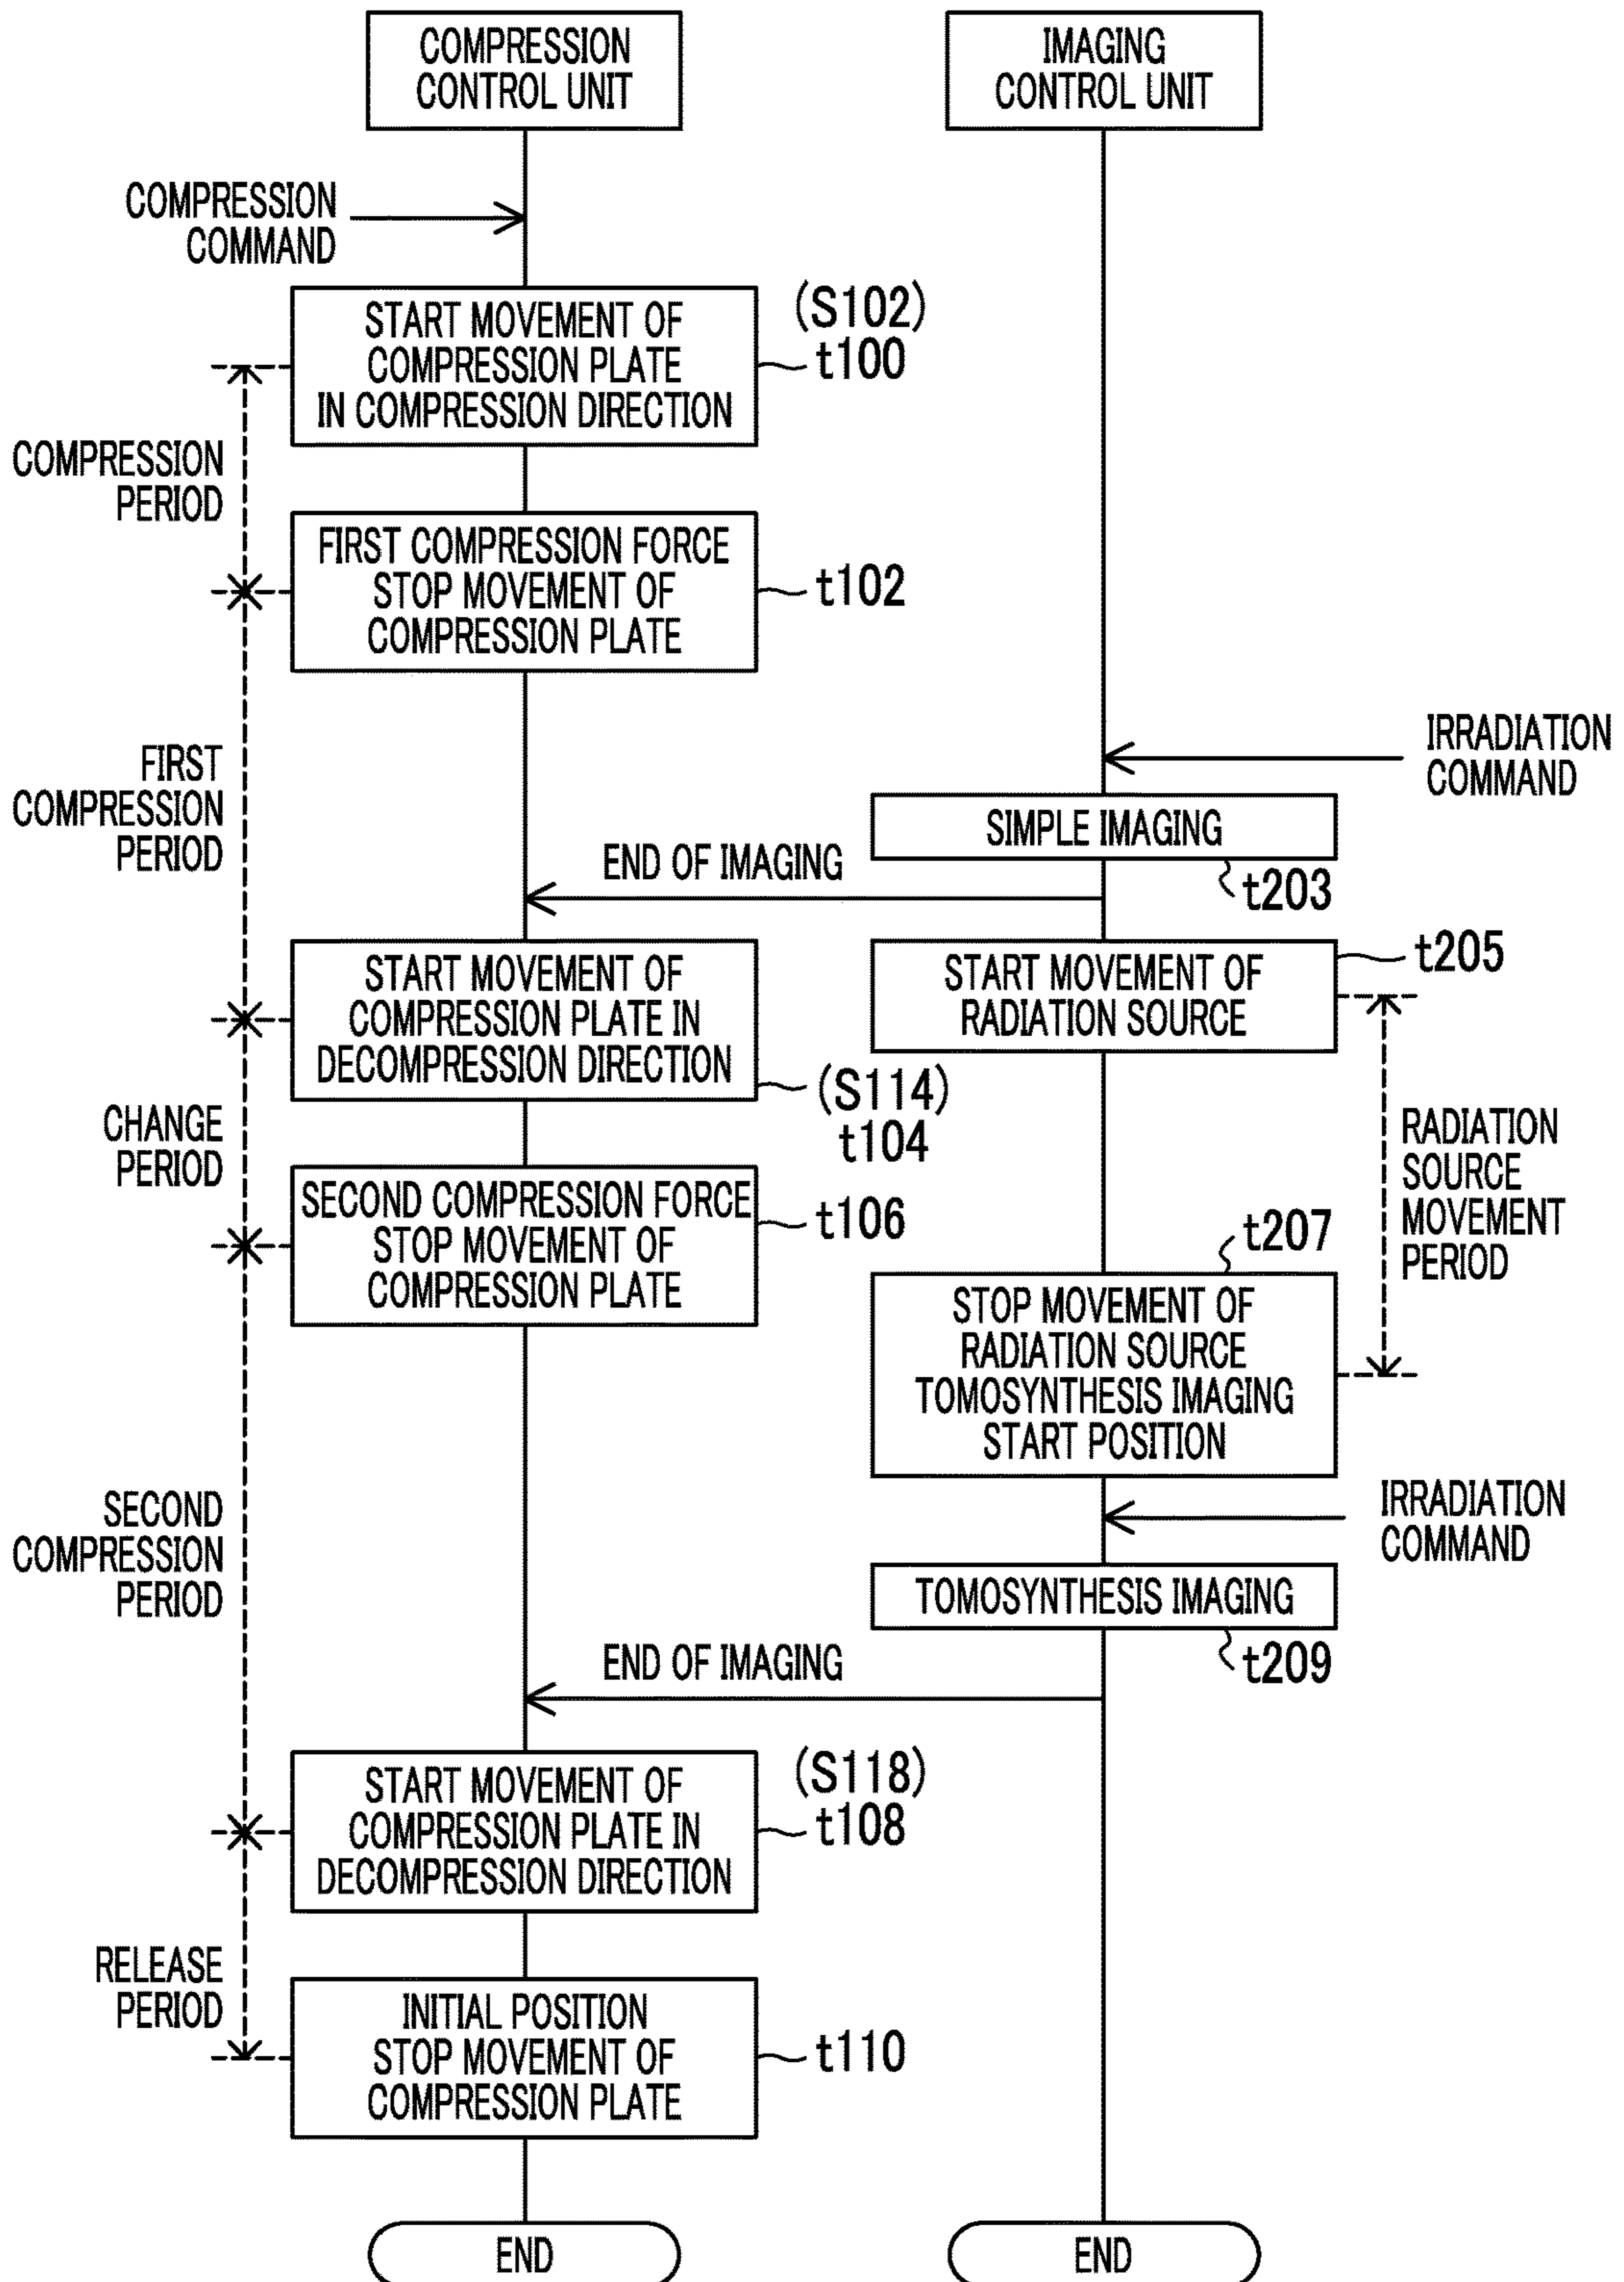 COMPRESSION
CONTROL UNIT
IMAGING
CONTROL UNIT
COMPRESSION
COMMAND
START MOVEMENT OF
COMPRESSION PLATE
IN COMPRESSION DIRECTION
(S102)
t100
COMPRESSION
PERIOD
FIRST COMPRESSION FORCE
STOP MOVEMENT OF
COMPRESSION PLATE
t102
IRRADIATION
COMMAND
FIRST
COMPRESSION
PERIOD
SIMPLE IMAGING
t203
END OF IMAGING
START MOVEMENT OF
COMPRESSION PLATE IN
DECOMPRESSION DIRECTION
(S114)
t104
START MOVEMENT OF
RADIATION SOURCE
t205
CHANGE
PERIOD
RADIATION
SOURCE
MOVEMENT
PERIOD
SECOND COMPRESSION FORCE
STOP MOVEMENT OF
COMPRESSION PLATE
t106
t207
STOP MOVEMENT OF
RADIATION SOURCE
TOMOSYNTHESIS IMAGING
START POSITION
SECOND
COMPRESSION
PERIOD
IRRADIATION
COMMAND
TOMOSYNTHESIS IMAGING
t209
END OF IMAGING
START MOVEMENT OF
COMPRESSION PLATE IN
DECOMPRESSION DIRECTION
(S118)
t108
RELEASE
PERIOD
INITIAL POSITION
STOP MOVEMENT OF
COMPRESSION PLATE
t110
END
END